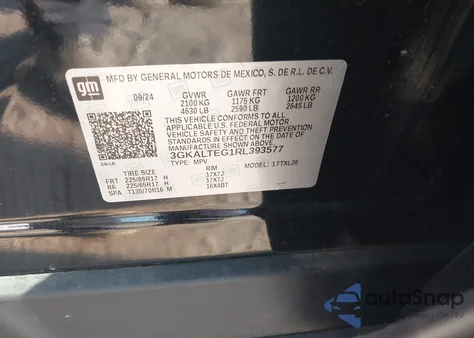 gm
MFD BY GENERAL MOTORS DE MEXICO, S. DE R.L. DE C.V.
09/24 GVWR GAWR FRT GAWR RR
2100 KG 1175 KG 1200 KG
4630 LB 2590 LB 2645 LB
THIS VEHICLE CONFORMS TO ALL APPLICABLE
U.S. FEDERAL MOTOR
VEHICLE SAFETY, BUMPER, AND
THEFT PREVENTION STANDARDS IN EFFECT ON THE
DATE OF MANUFACTURE SHOWN ABOVE.
3GKALTEG1RL393577
TYPE: MPV MODEL: 17TXL26
TIRE SIZE RIM
FRT 225/65R17 H 17X7J
RR 225/65R17 H 17X7J
SPA T135/70R16 M 16X4BT
autoSnap